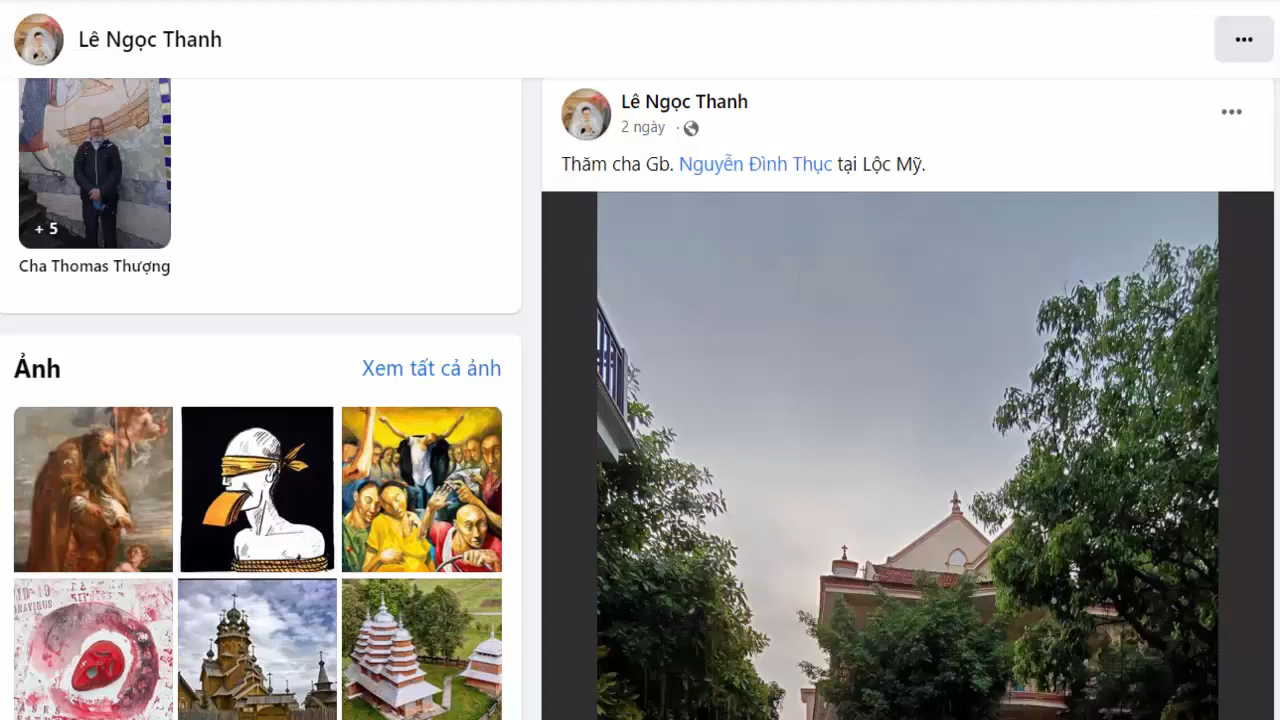 Lê Ngọc Thanh
+ 5
Cha Thomas Thượng
Ảnh
Xem tất cả ảnh
Lê Ngọc Thanh
2 ngày ·
Thăm cha Gb. Nguyễn Đình Thục tại Lộc Mỹ.